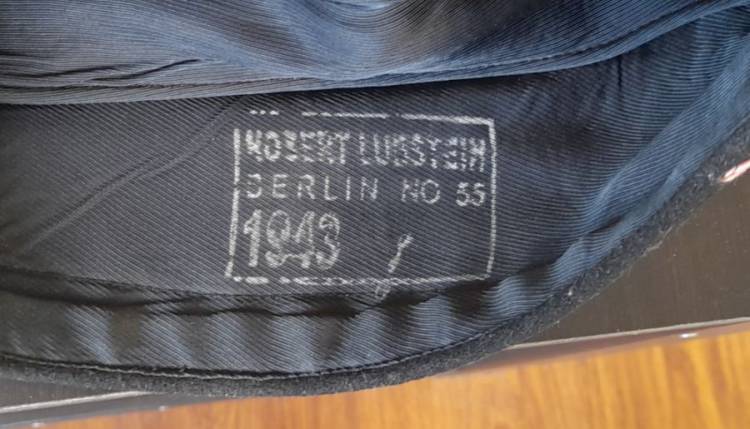 ROBERT LUBSTEIN
BERLIN NO 55
1943